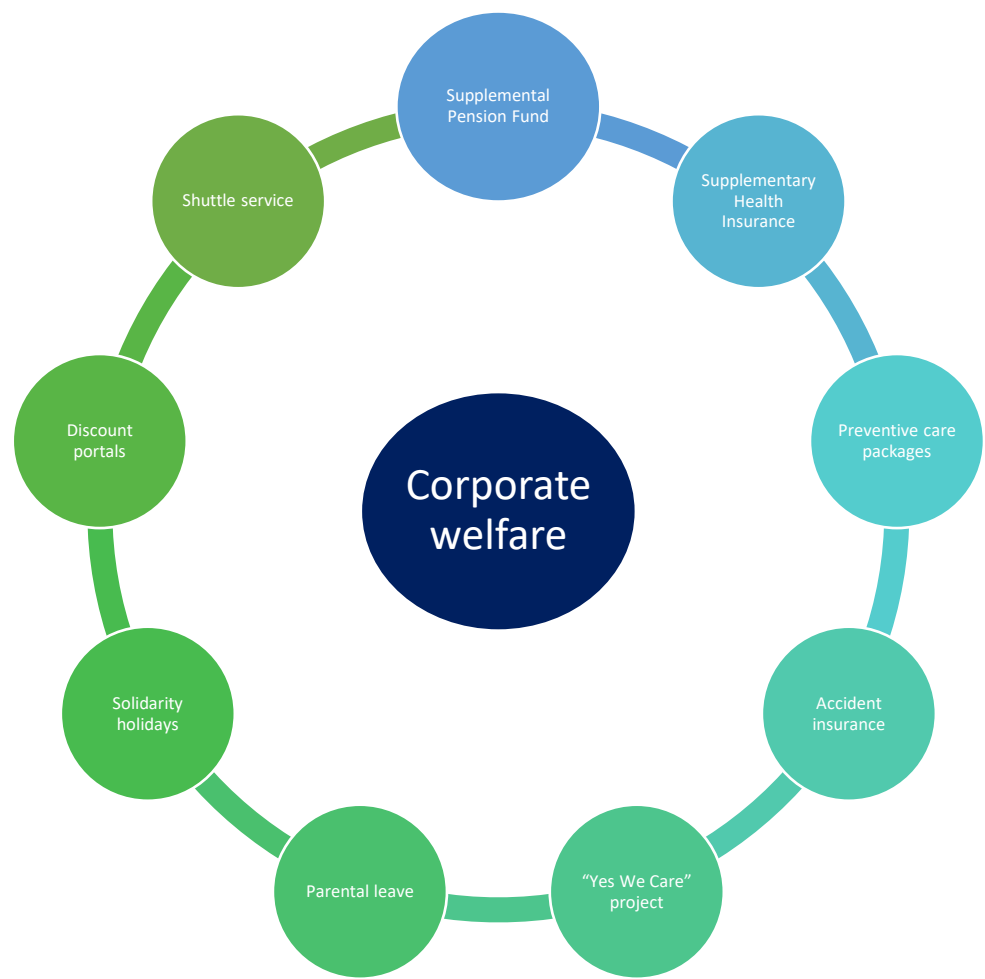 Supplemental
Pension Fund
Supplementary
Health
Insurance
Preventive care
packages
Accident
insurance
“Yes We Care”
project
Parental leave
Solidarity
holidays
Discount
portals
Shuttle service
Corporate
welfare